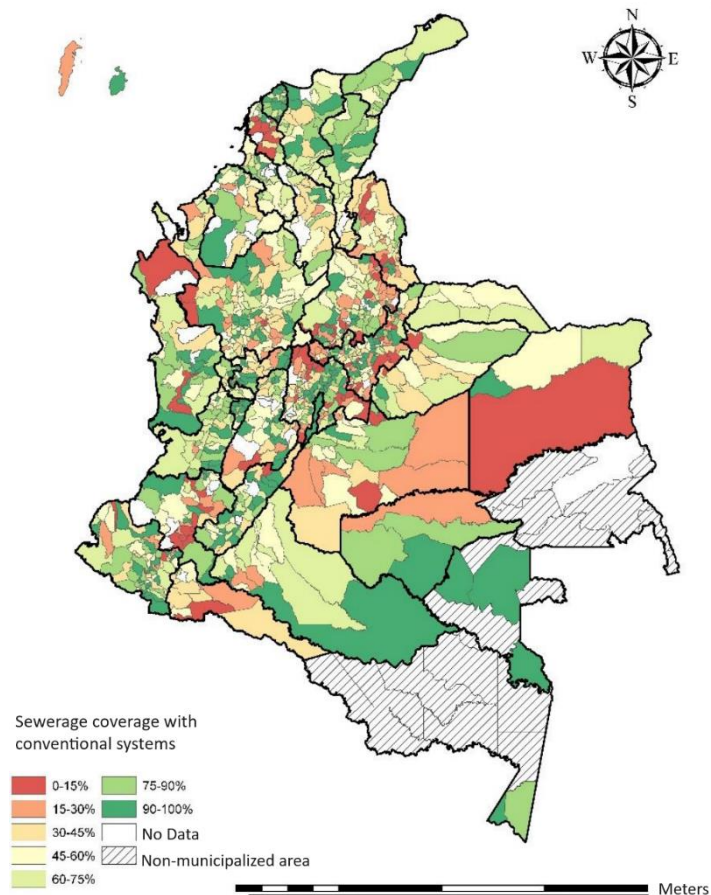 N
W E
S
Sewerage coverage with
conventional systems
0-15% 75-90%
15-30% 90-100%
30-45% No Data
45-60% Non-municipalized area
60-75%
Meters